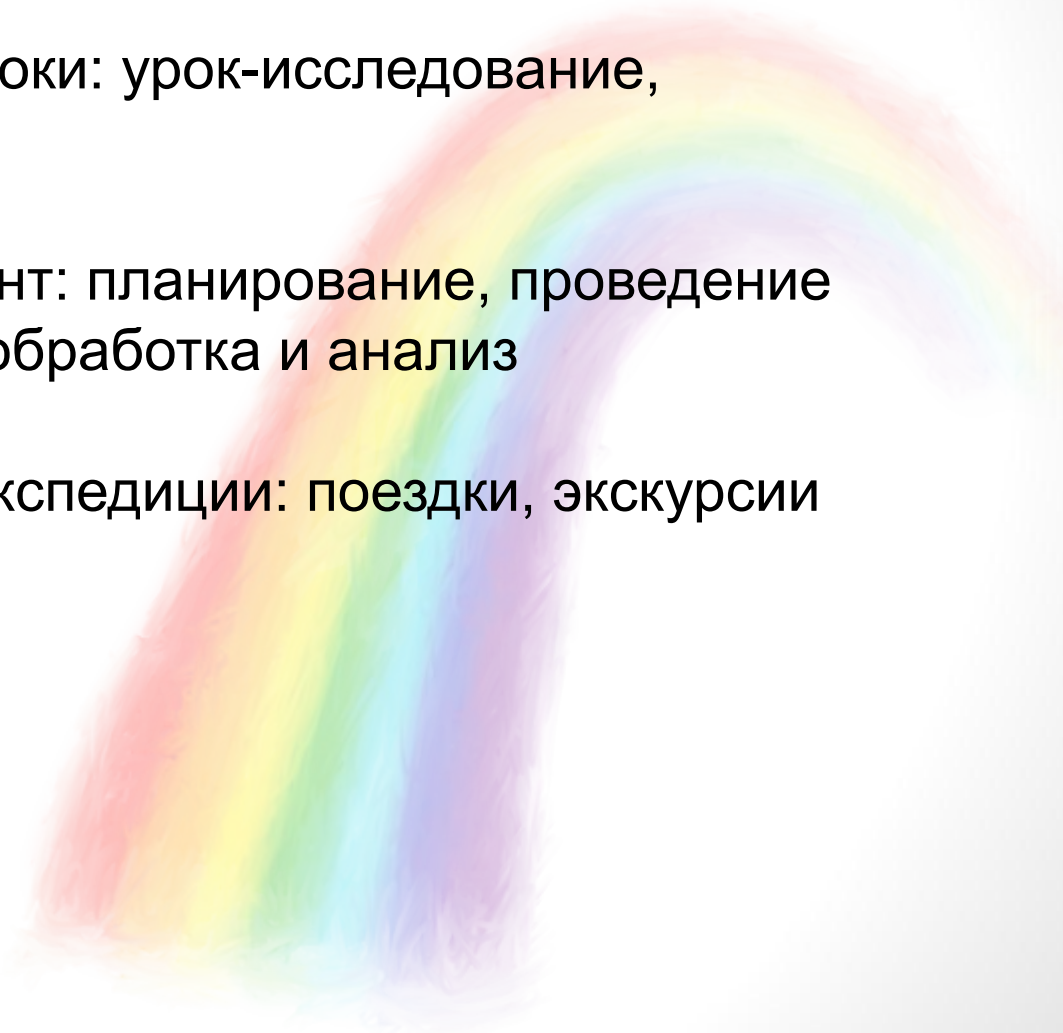 оки: урок-исследование,
нт: планирование, проведение
обработка и анализ
кспедиции: поездки, экскурсии